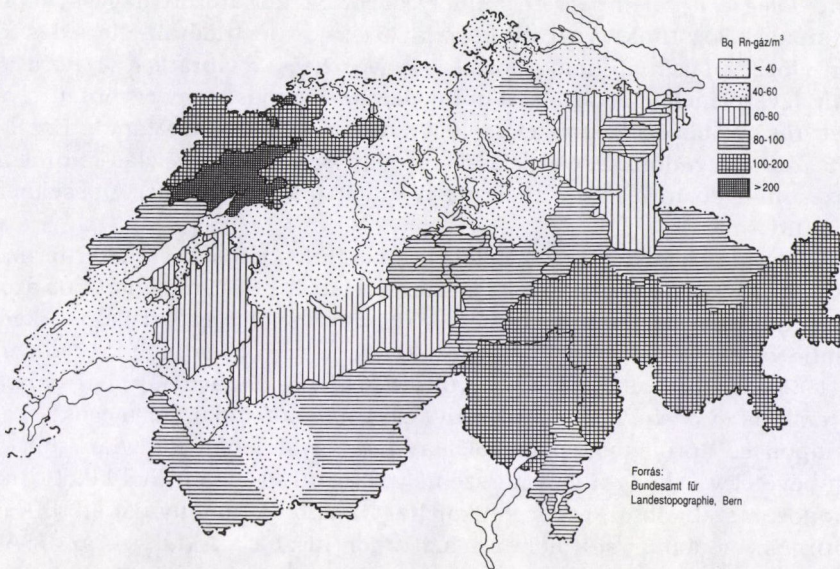 Bq Rn-gáz/m³
< 40
40-60
60-80
80-100
100-200
> 200
Forrás:
Bundesamt für
Landestopographie, Bern